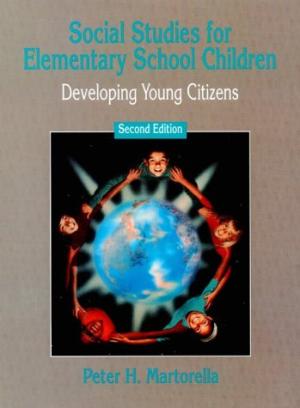 Social Studies for
Elementary School Children
Developing Young Citizens
Second Edition
Peter H. Martorella